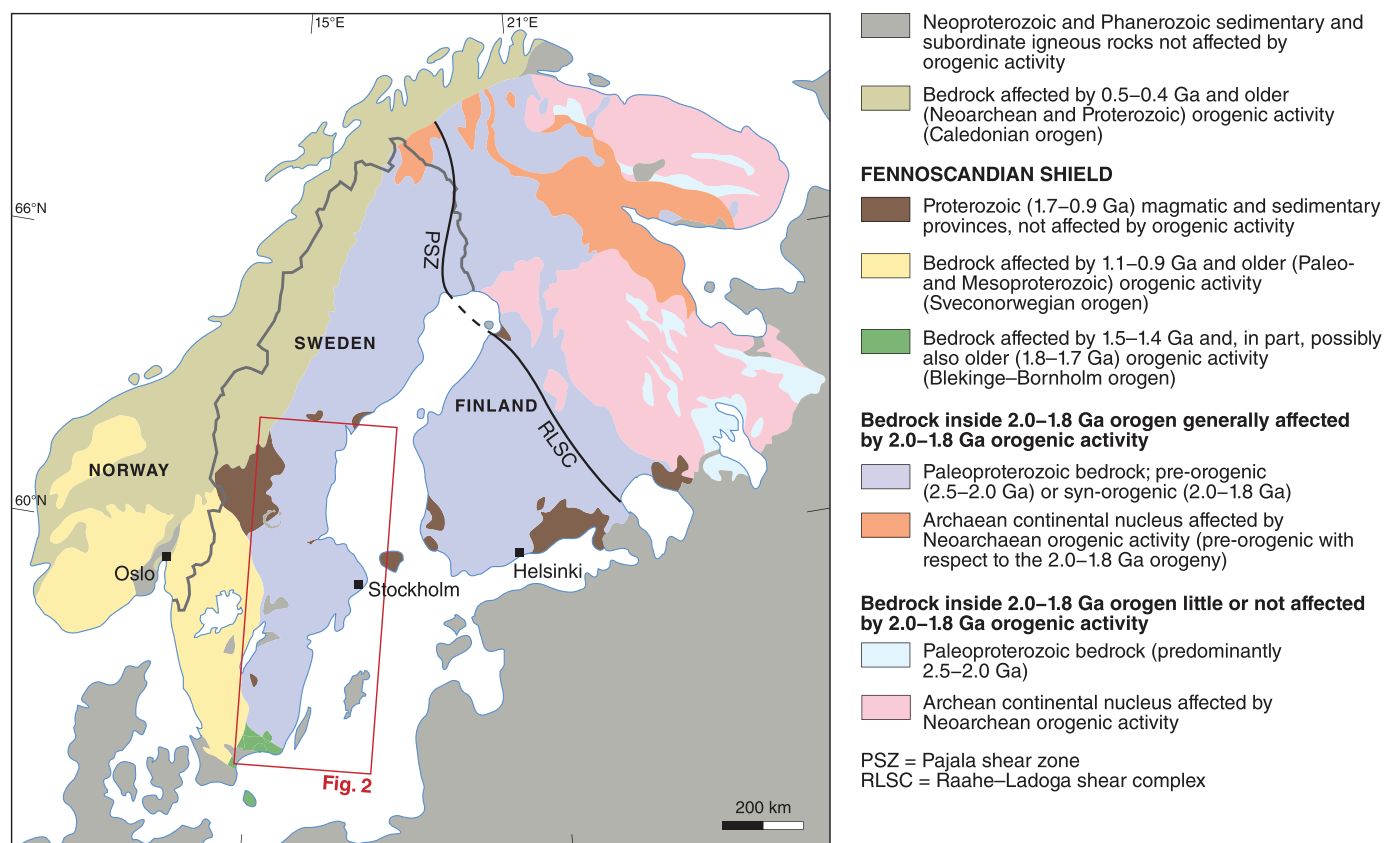 15°E
21°E
66°N
60°N
PSZ
SWEDEN
FINLAND
RLSC
NORWAY
Oslo
Stockholm
Helsinki
Fig. 2
200 km
Neoproterozoic and Phanerozoic sedimentary and
subordinate igneous rocks not affected by
orogenic activity
Bedrock affected by 0.5–0.4 Ga and older
(Neoarchean and Proterozoic) orogenic activity
(Caledonian orogen)
FENNOSCANDIAN SHIELD
Proterozoic (1.7–0.9 Ga) magmatic and sedimentary
provinces, not affected by orogenic activity
Bedrock affected by 1.1–0.9 Ga and older (Paleo-
and Mesoproterozoic) orogenic activity
(Sveconorwegian orogen)
Bedrock affected by 1.5–1.4 Ga and, in part, possibly
also older (1.8–1.7 Ga) orogenic activity
(Blekinge–Bornholm orogen)
Bedrock inside 2.0–1.8 Ga orogen generally affected
by 2.0–1.8 Ga orogenic activity
Paleoproterozoic bedrock; pre-orogenic
(2.5–2.0 Ga) or syn-orogenic (2.0–1.8 Ga)
Archaean continental nucleus affected by
Neoarchaean orogenic activity (pre-orogenic with
respect to the 2.0–1.8 Ga orogeny)
Bedrock inside 2.0–1.8 Ga orogen little or not affected
by 2.0–1.8 Ga orogenic activity
Paleoproterozoic bedrock (predominantly
2.5–2.0 Ga)
Archean continental nucleus affected by
Neoarchean orogenic activity
PSZ = Pajala shear zone
RLSC = Raahe–Ladoga shear complex